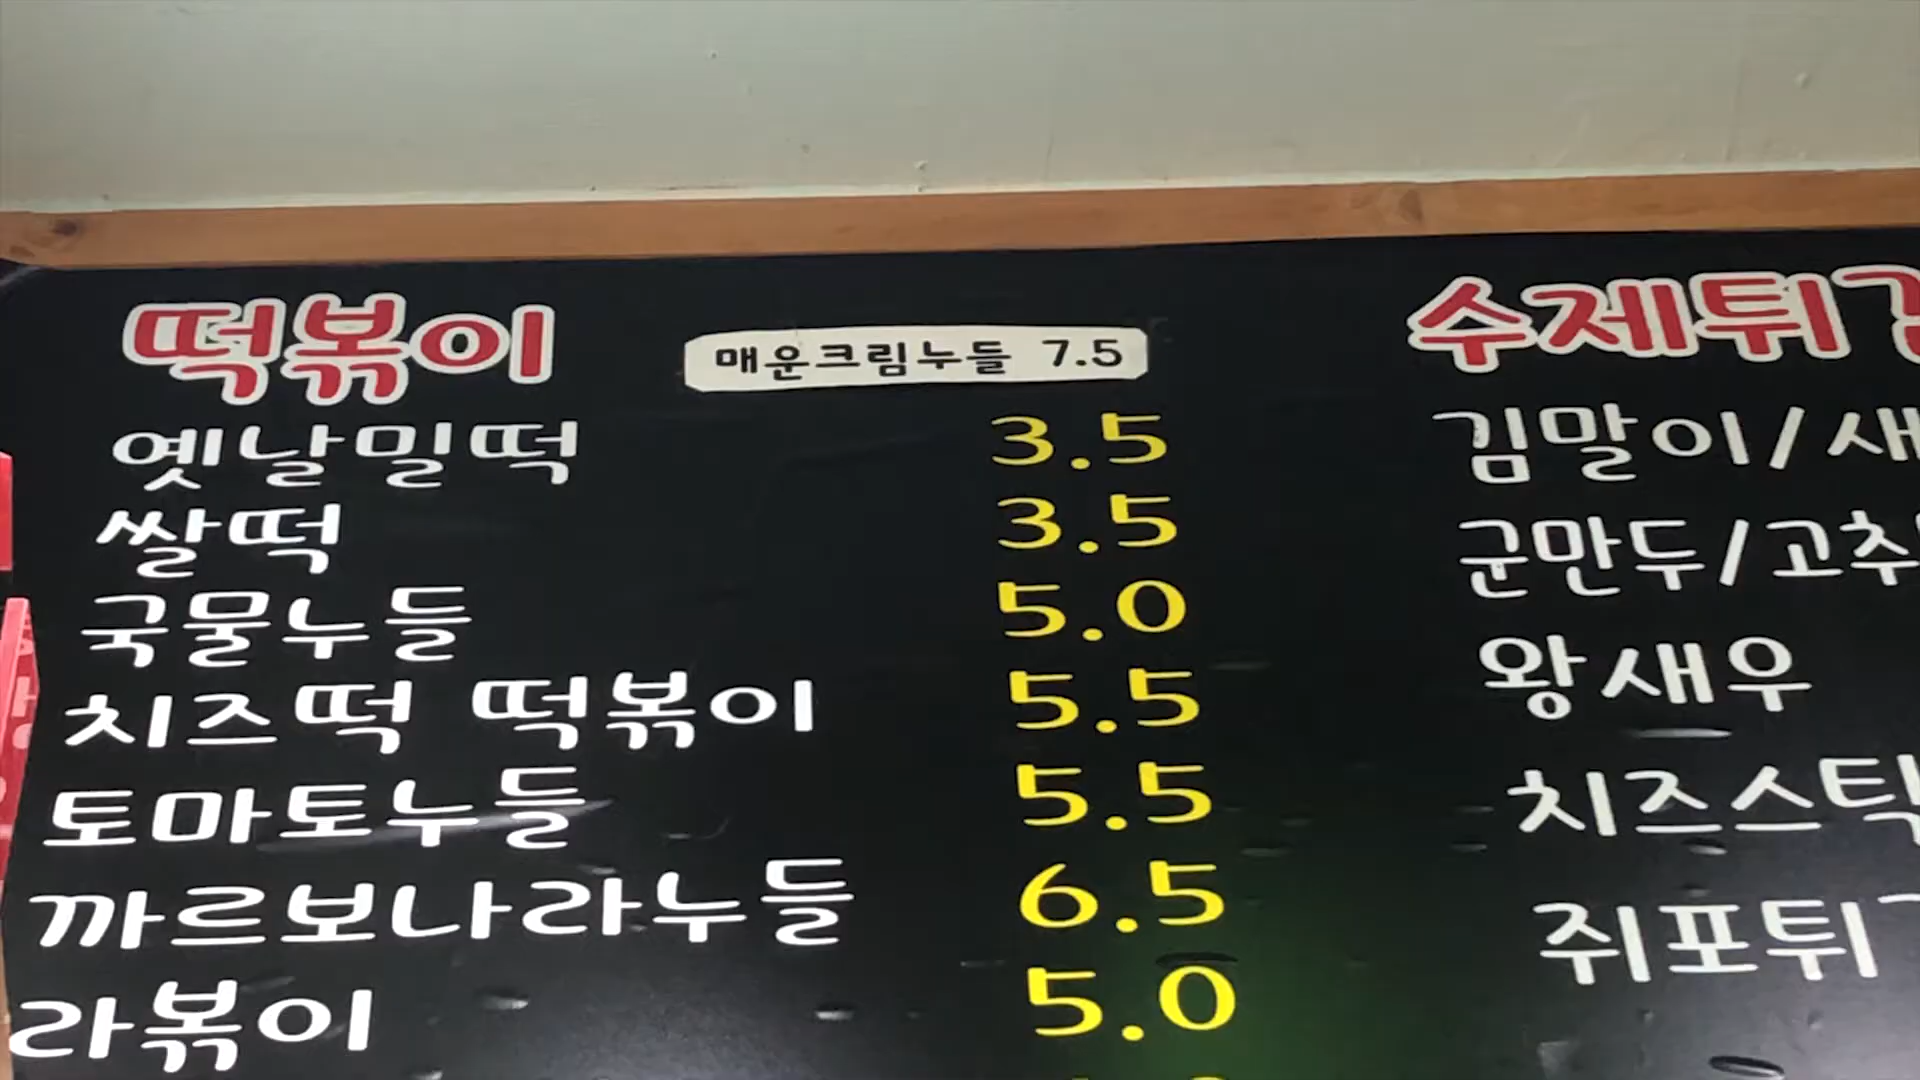 떡볶이
매운크림누들 7.5
옛날밀떡 3.5
쌀떡 3.5
국물누들 5.0
치즈떡 떡볶이 5.5
토마토누들 5.5
까르보나라누들 6.5
라볶이 5.0
수제튀
김말이/새
군만두/고추
왕새우
치즈스틱
쥐포튀